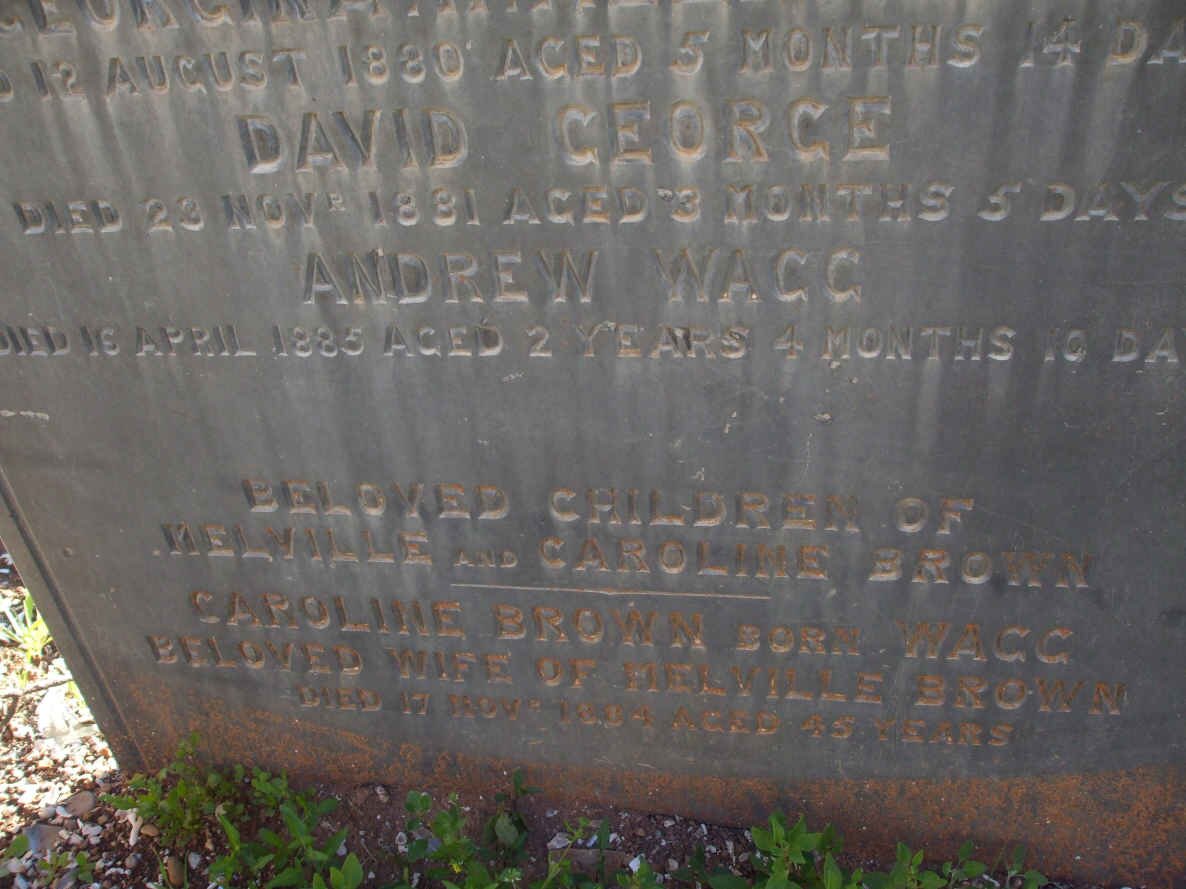 12 AUGUST 1880 AGED 5 MONTHS 14 DA
DAVID GEORGE
DIED 23 NOVR 1881 AGED 3 MONTHS 5 DAYS
ANDREW WAGG
DIED 16 APRIL 1885 AGED 2 YEARS 4 MONTHS 10 DA
BELOVED CHILDREN OF
MELVILLE AND CAROLINE BROWN
CAROLINE BROWN BORN WAGG
BELOVED WIFE OF MELVILLE BROWN
DIED 17 NOVR AGED 45 YEARS